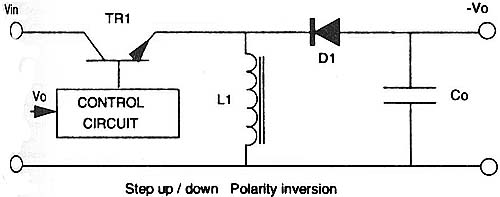 Vin
TR1
-Vo
D1
Vo
CONTROL
CIRCUIT
L1
Co
Step up / down Polarity inversion